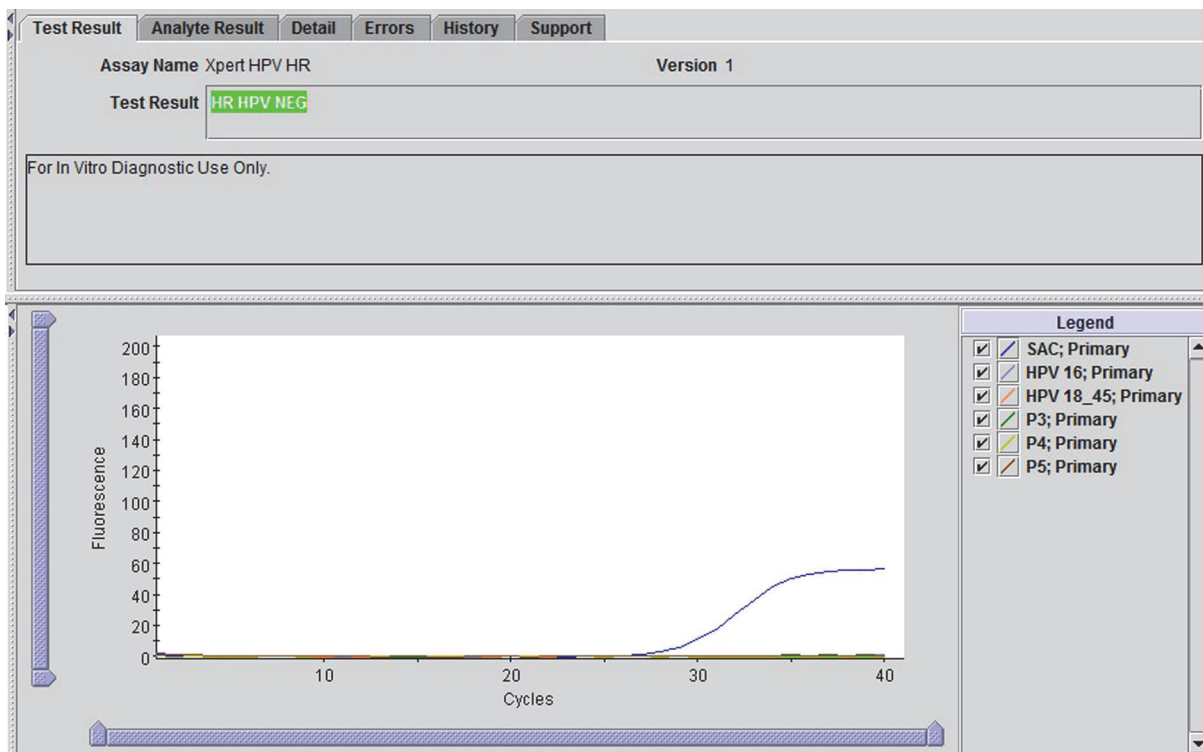 Test Result Analyte Result Detail Errors History Support
Assay Name Xpert HPV HR Version 1
Test Result HR HPV NEG
For In Vitro Diagnostic Use Only.
Legend
SAC; Primary
HPV 16; Primary
HPV 18_45; Primary
P3; Primary
P4; Primary
P5; Primary
Fluorescence
200
180
160
140
120
100
80
60
40
20
0
10 20 30 40
Cycles